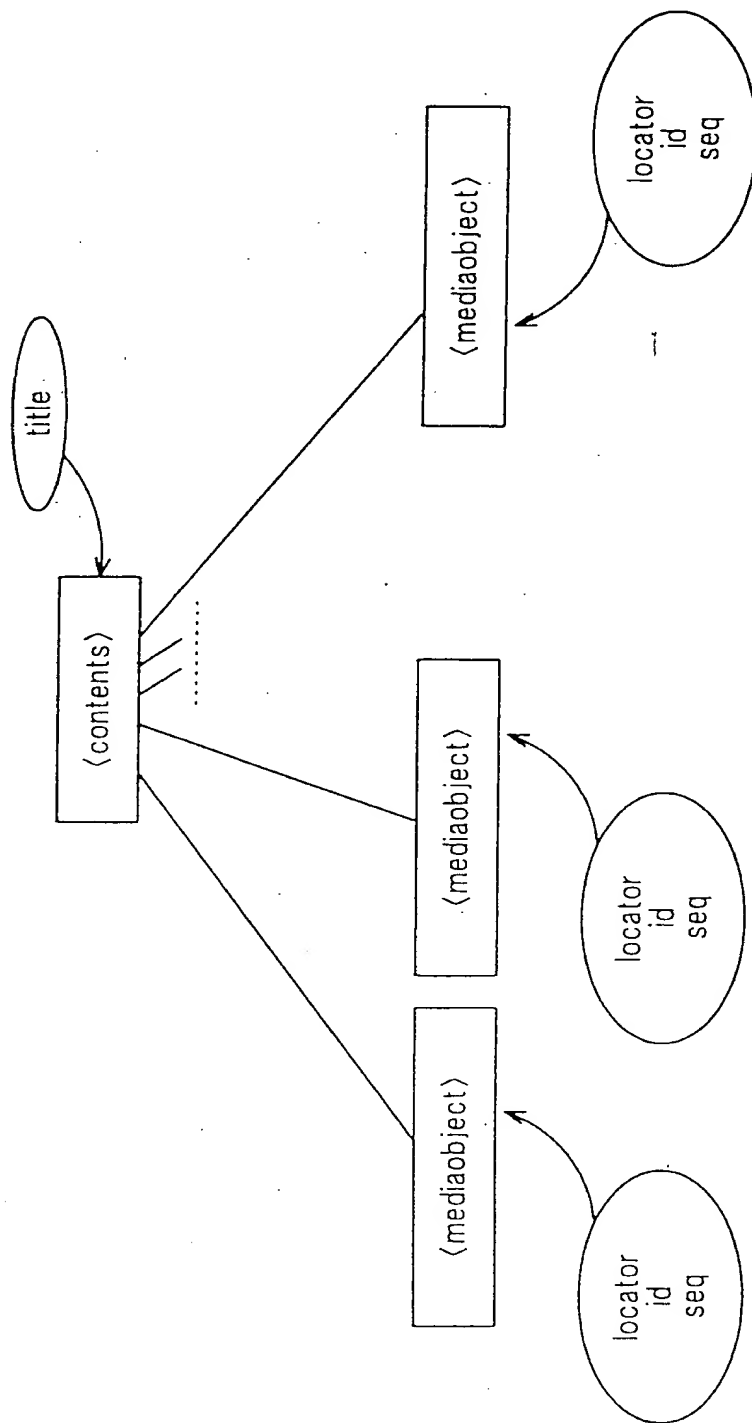 title
⟨contents⟩
⟨mediaobject⟩
⟨mediaobject⟩
⟨mediaobject⟩
locator
id
seq
locator
id
seq
locator
id
seq